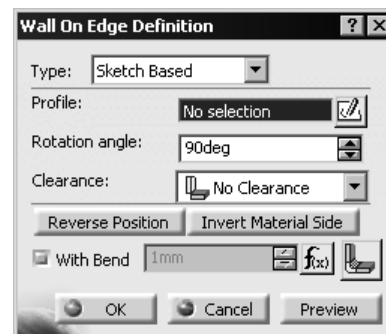 Wall On Edge Definition ? X
Type: Sketch Based
Profile: No selection
Rotation angle: 90deg
Clearance: No Clearance
Reverse Position Invert Material Side
With Bend 1mm f(x)
OK Cancel Preview